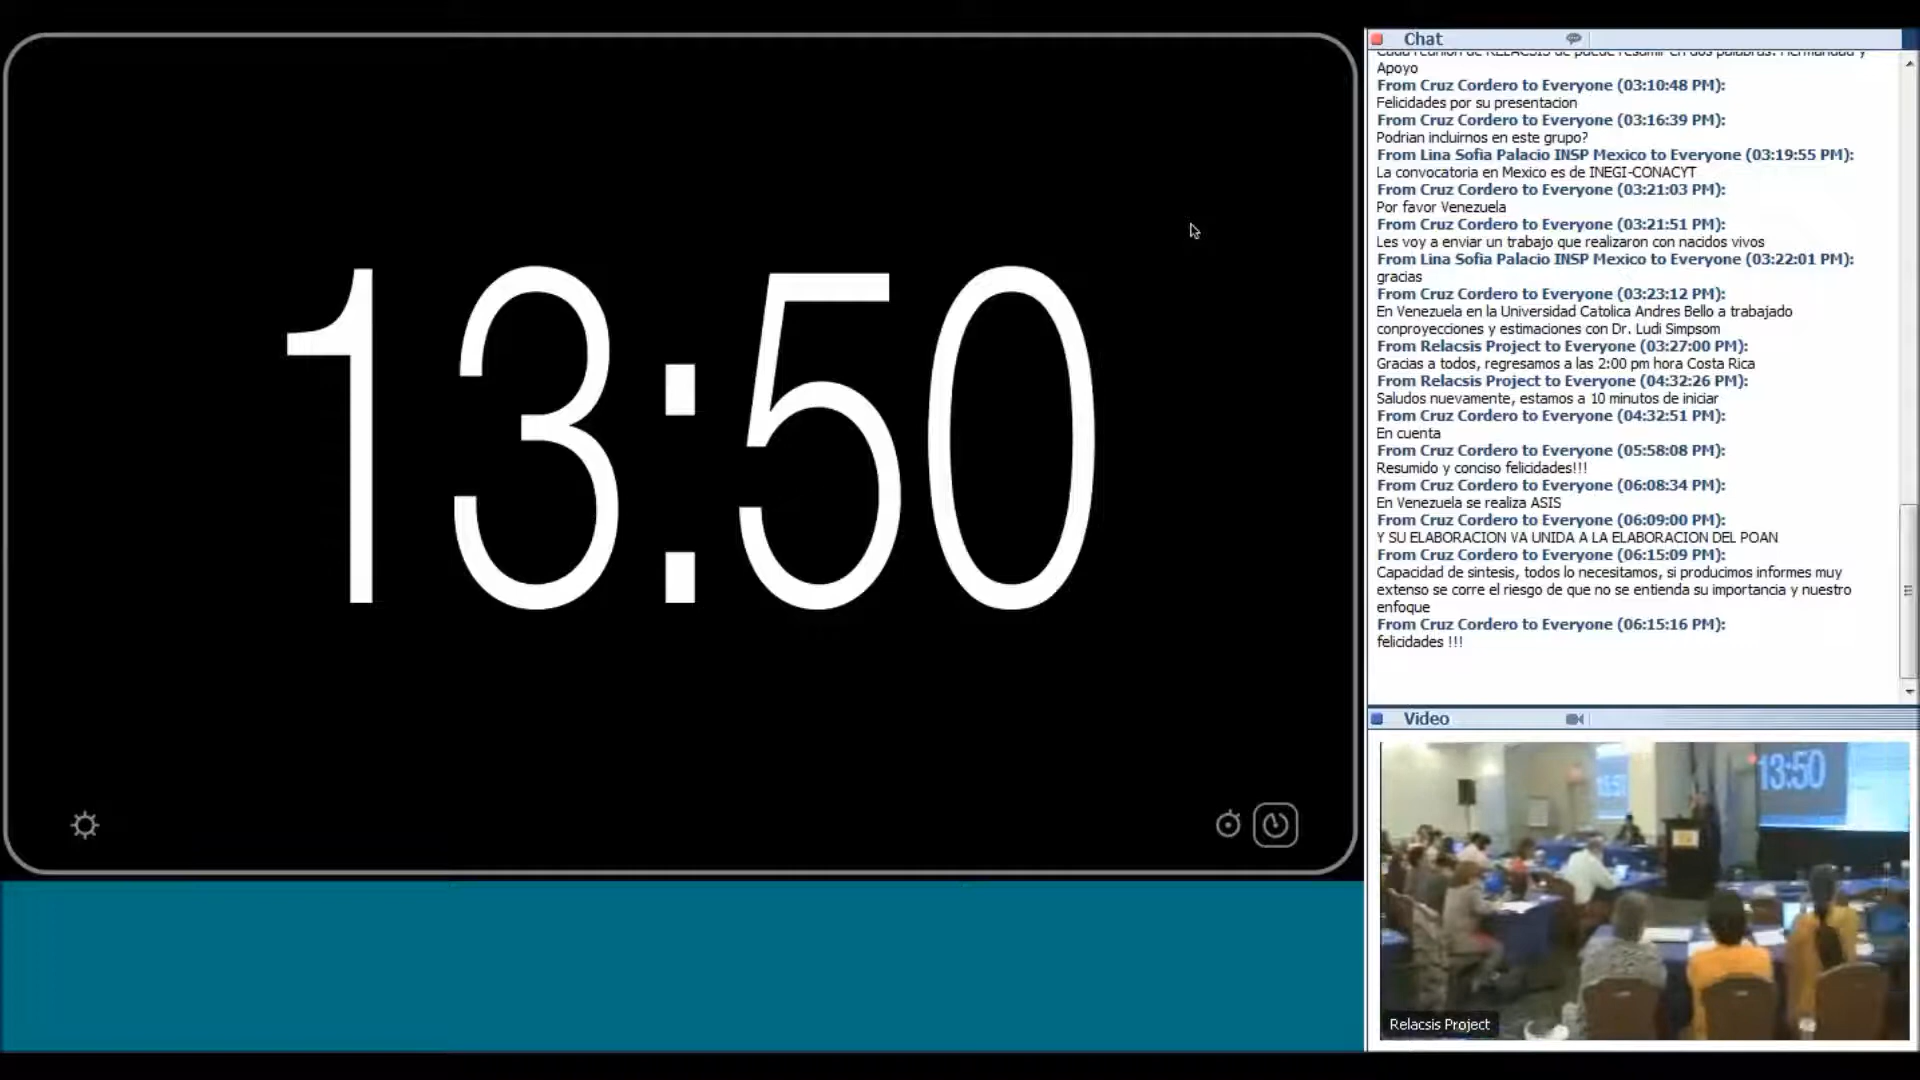 13:50
Chat
Cada reunion de RELACSIS de puede resumir en dos palabras: Hermandad y
Apoyo
From Cruz Cordero to Everyone (03:10:48 PM):
Felicidades por su presentacion
From Cruz Cordero to Everyone (03:16:39 PM):
Podrian incluirnos en este grupo?
From Lina Sofia Palacio INSP Mexico to Everyone (03:19:55 PM):
La convocatoria en Mexico es de INEGI-CONACYT
From Cruz Cordero to Everyone (03:21:03 PM):
Por favor Venezuela
From Cruz Cordero to Everyone (03:21:51 PM):
Les voy a enviar un trabajo que realizaron con nacidos vivos
From Lina Sofia Palacio INSP Mexico to Everyone (03:22:01 PM):
gracias
From Cruz Cordero to Everyone (03:23:12 PM):
En Venezuela en la Universidad Catolica Andres Bello a trabajado
conproyecciones y estimaciones con Dr. Ludi Simpsom
From Relacsis Project to Everyone (03:27:00 PM):
Gracias a todos, regresamos a las 2:00 pm hora Costa Rica
From Relacsis Project to Everyone (04:32:26 PM):
Saludos nuevamente, estamos a 10 minutos de iniciar
From Cruz Cordero to Everyone (04:32:51 PM):
En cuenta
From Cruz Cordero to Everyone (05:58:08 PM):
Resumido y conciso felicidades!!!
From Cruz Cordero to Everyone (06:08:34 PM):
En Venezuela se realiza ASIS
From Cruz Cordero to Everyone (06:09:00 PM):
Y SU ELABORACION VA UNIDA A LA ELABORACION DEL POAN
From Cruz Cordero to Everyone (06:15:09 PM):
Capacidad de sintesis, todos lo necesitamos, si producimos informes muy
extenso se corre el riesgo de que no se entienda su importancia y nuestro
enfoque
From Cruz Cordero to Everyone (06:15:16 PM):
felicidades !!!
Video
13:50
Relacsis Project